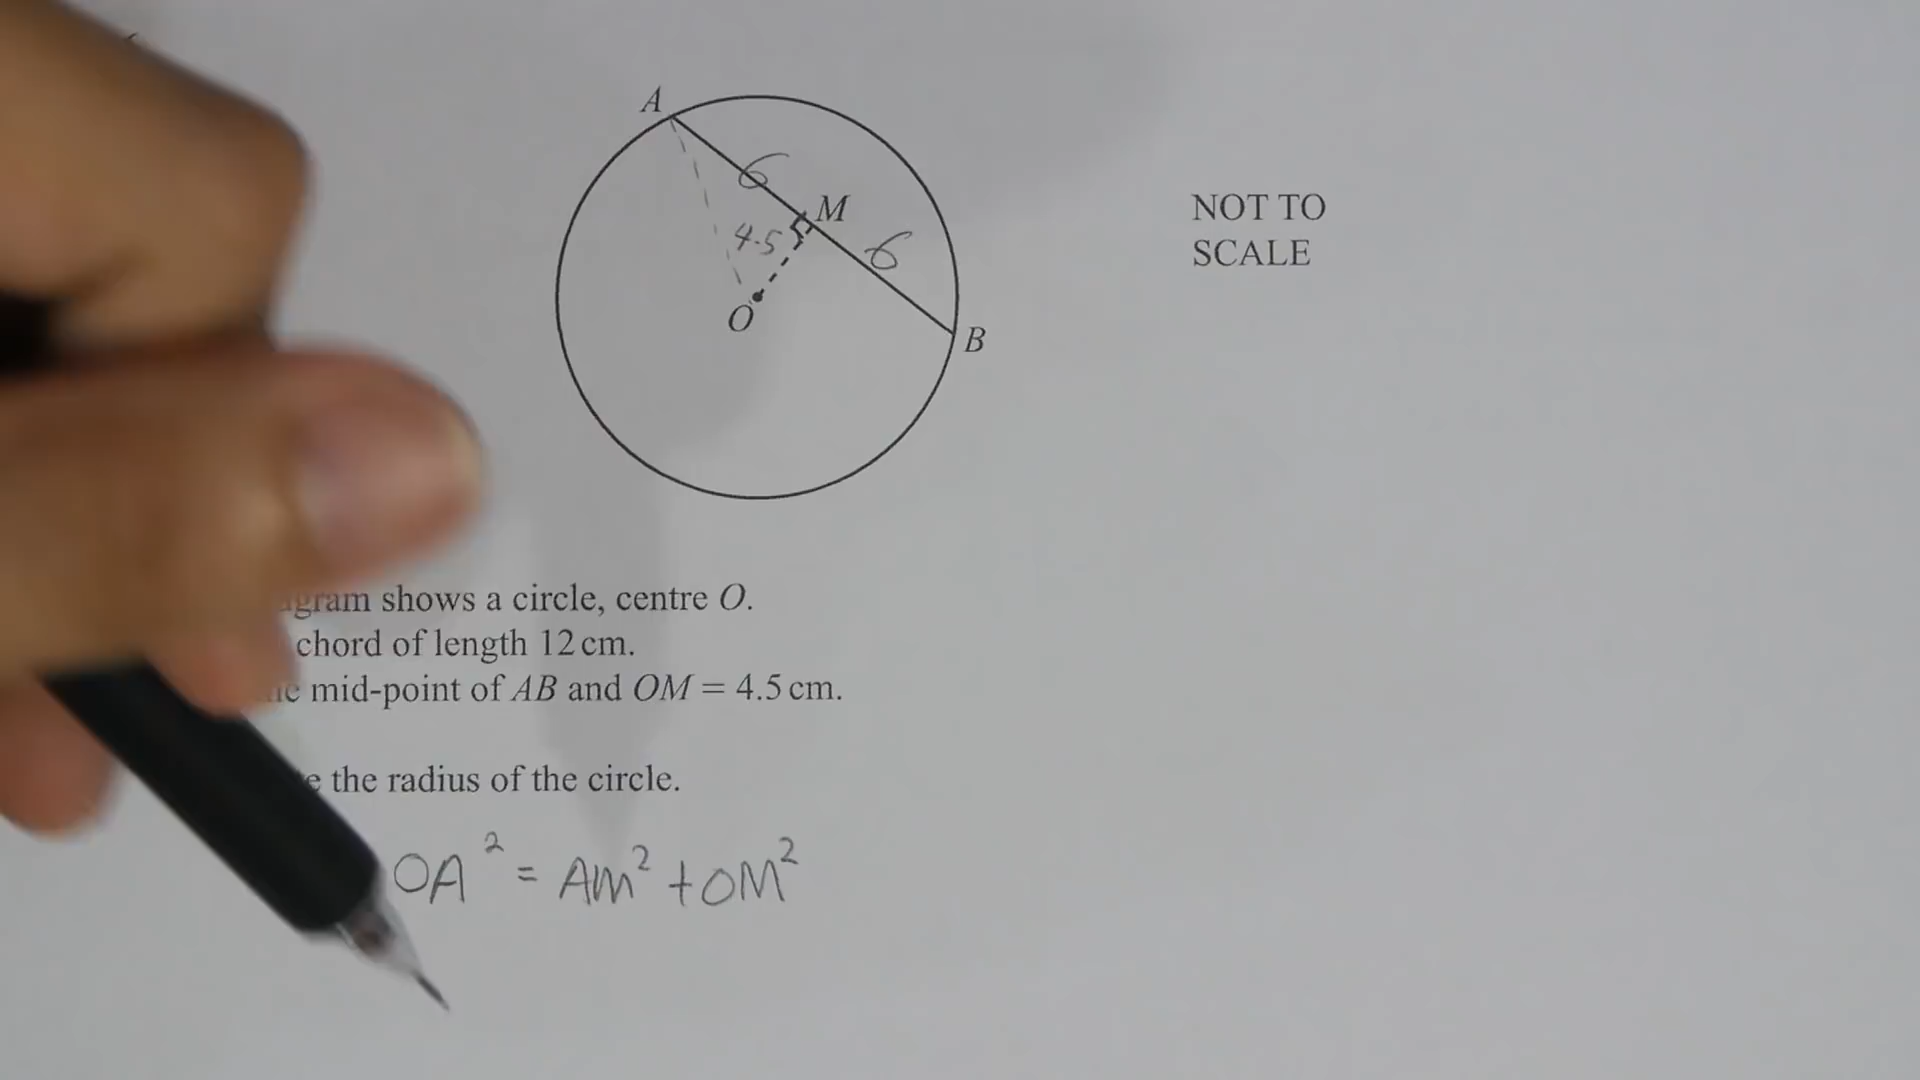 A
6
M
NOT TO
SCALE
4.5
6
O
B
gram shows a circle, centre O.
chord of length 12 cm.
mid-point of AB and OM = 4.5 cm.
the radius of the circle.
OA² = AM² + OM²